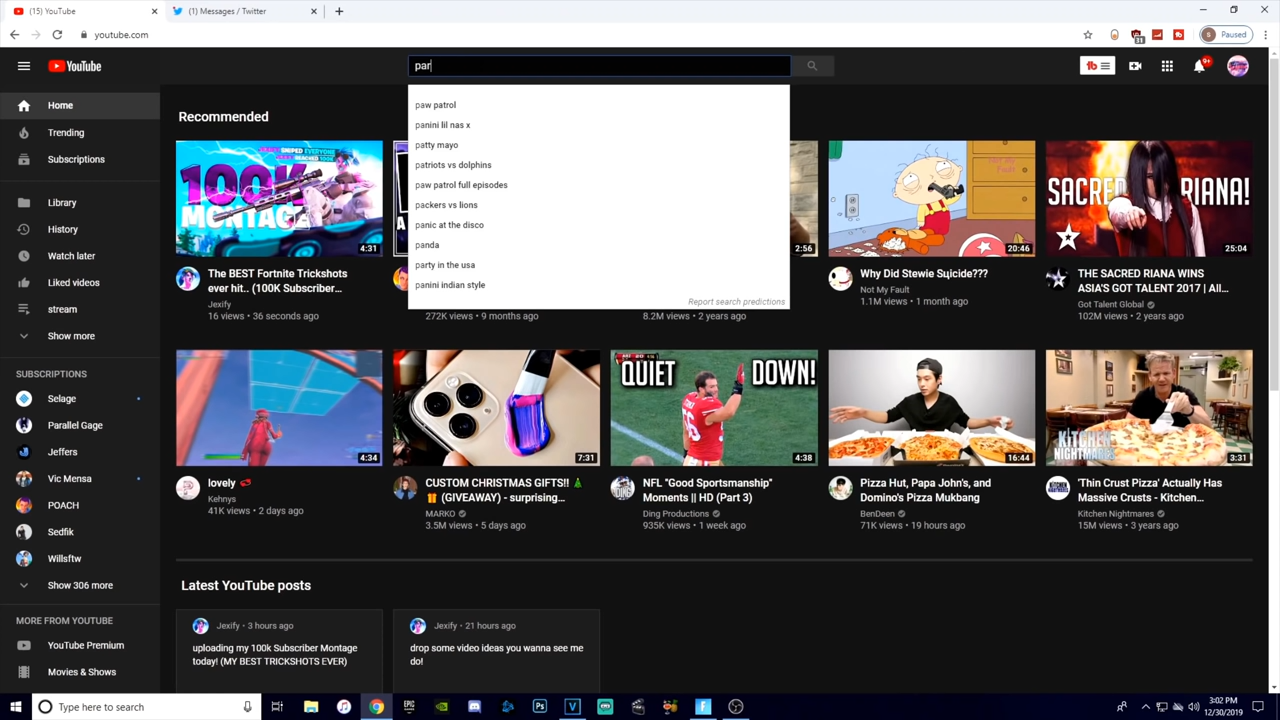 (15) YouTube
(1) Messages / Twitter
youtube.com
31
S
Paused
YouTube
par
9+
Home
Trending
Subscriptions
Library
History
Watch later
Liked videos
stream
Show more
SUBSCRIPTIONS
Selage
Parallel Gage
Jeffers
Vic Mensa
POACH
Sedfik
Willsftw
Show 306 more
MORE FROM YOUTUBE
YouTube Premium
Movies & Shows
paw patrol
panini lil nas x
patty mayo
patriots vs dolphins
paw patrol full episodes
packers vs lions
panic at the disco
panda
party in the usa
panini indian style
Report search predictions
Recommended
JEXIFY SNIPED EVERYONE
100K
MONTAGE
4:31
The BEST Fortnite Trickshots
ever hit.. (100K Subscriber...
Jexify
16 views • 36 seconds ago
272K views • 9 months ago
2:56
8.2M views • 2 years ago
Not My
Fault
20:46
Why Did Stewie Suicide???
Not My Fault
1.1M views • 1 month ago
SACRED RIANA!
25:04
THE SACRED RIANA WINS
ASIA'S GOT TALENT 2017 | All...
Got Talent Global
102M views • 2 years ago
4:34
lovely
Kehnys
41K views • 2 days ago
7:31
CUSTOM CHRISTMAS GIFTS!!
(GIVEAWAY) - surprising...
MARKO
3.5M views • 5 days ago
QUIET DOWN!
4:38
NFL "Good Sportsmanship"
Moments || HD (Part 3)
Ding Productions
935K views • 1 week ago
16:44
Pizza Hut, Papa John's, and
Domino's Pizza Mukbang
BenDeen
71K views • 19 hours ago
KITCHEN
NIGHTMARES
3:31
'Thin Crust Pizza' Actually Has
Massive Crusts - Kitchen...
Kitchen Nightmares
15M views • 3 years ago
Latest YouTube posts
Jexify • 3 hours ago
uploading my 100k Subscriber Montage
today! (MY BEST TRICKSHOTS EVER)
Jexify • 21 hours ago
drop some video ideas you wanna see me
do!
Type here to search
3:02 PM
12/30/2019